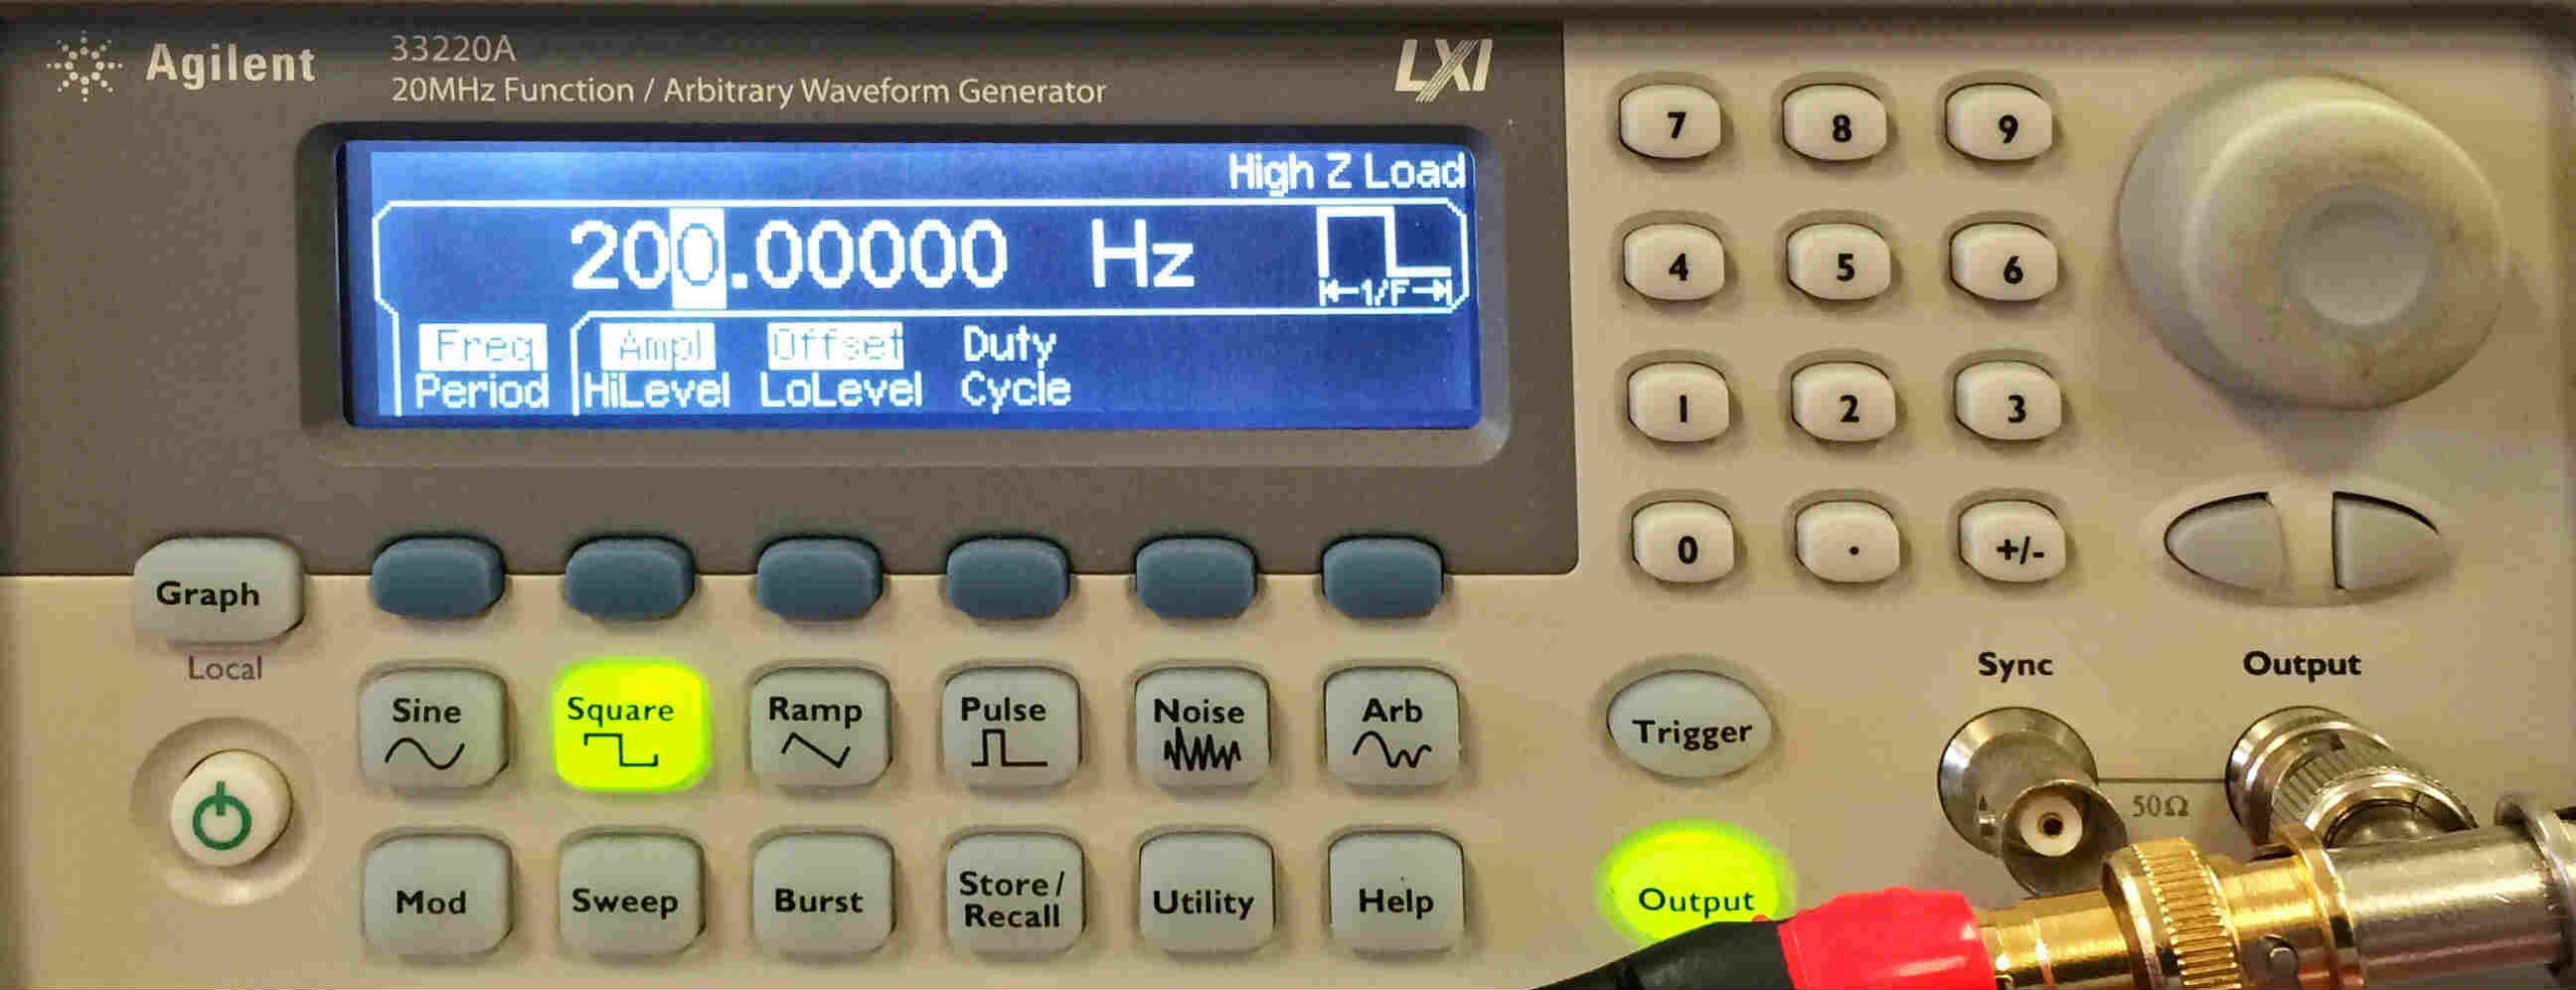 Agilent
33220A
20MHz Function / Arbitrary Waveform Generator
LXI
High Z Load
200.00000 Hz
1/F
Freq Ampl Offset Duty
Period HiLevel LoLevel Cycle
7 8 9
4 5 6
1 2 3
0 . +/-
Graph
Local
Sine Square Ramp Pulse Noise Arb
Mod Sweep Burst Store/
Recall Utility Help
Trigger
Output
Sync Output
50Ω